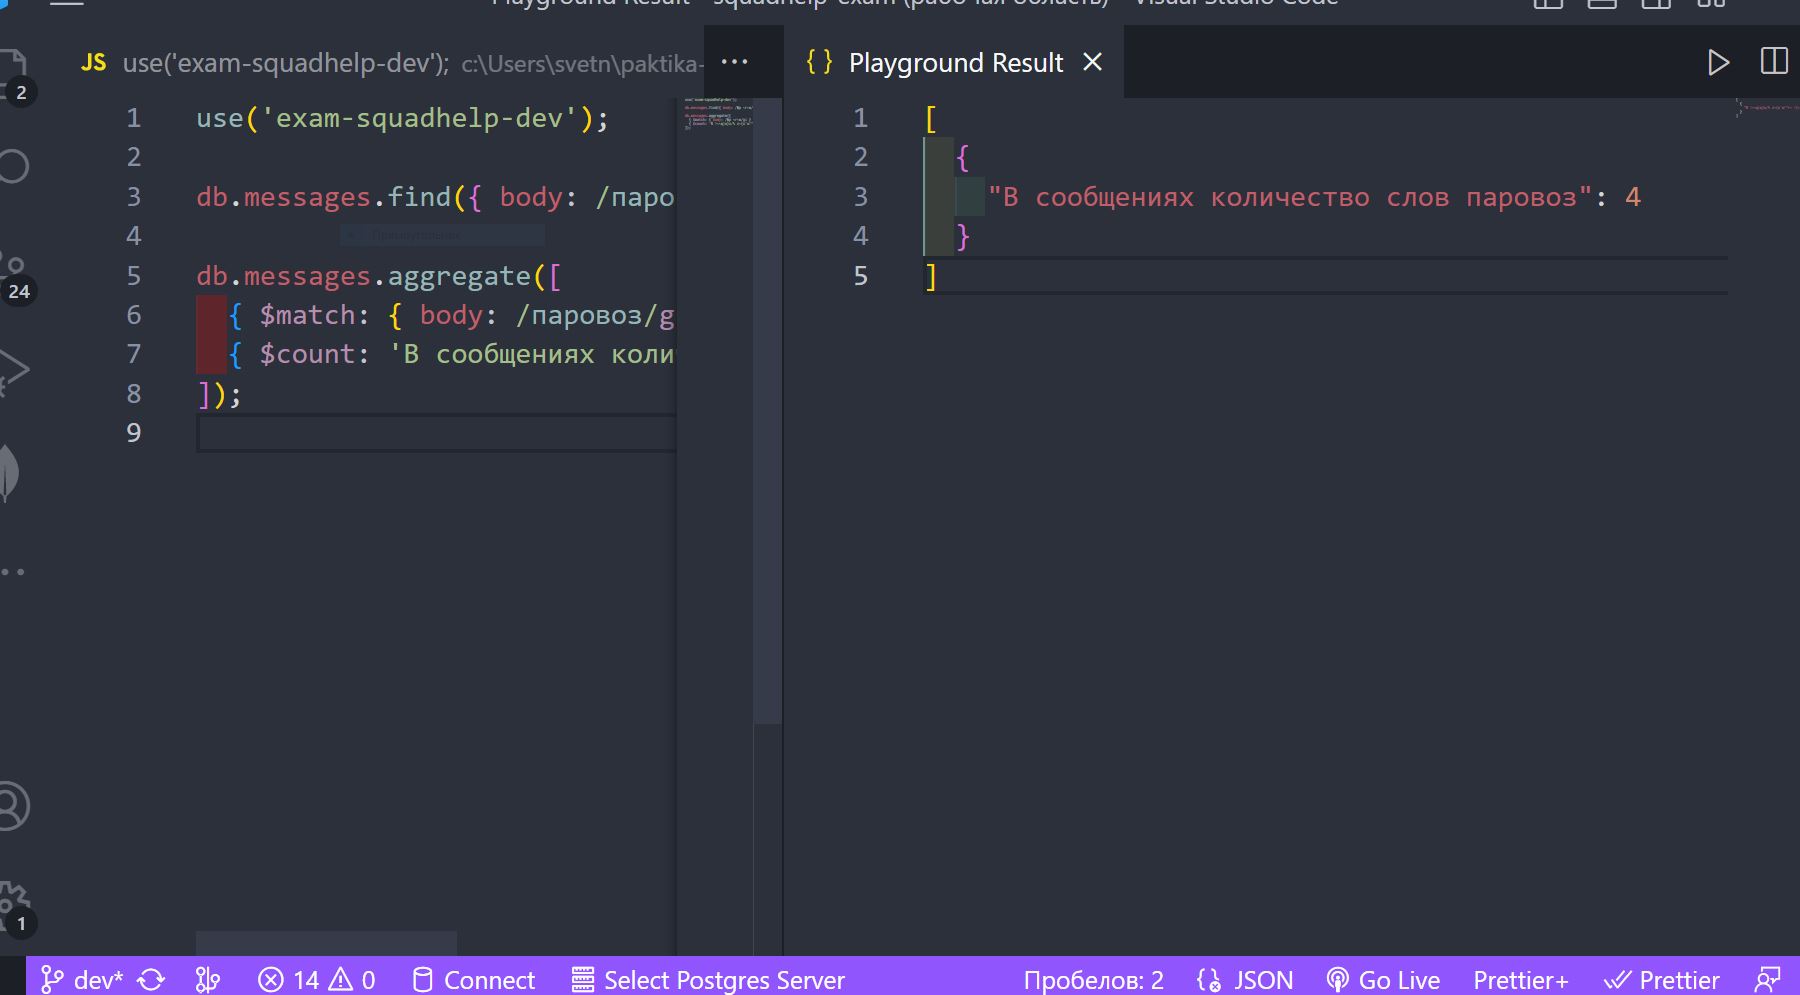 Playground Result - squadhelp-exam (рабочая область) - Visual Studio Code
JS use('exam-squadhelp-dev'); c:\Users\svetn\paktika- ···
{} Playground Result ×
2
24
1
1 use('exam-squadhelp-dev');
2
3 db.messages.find({ body: /паро
4
5 db.messages.aggregate([
6 { $match: { body: /паровоз/g
7 { $count: 'В сообщениях коли
8 ]);
9
1 [
2 {
3 "В сообщениях количество слов паровоз": 4
4 }
5 ]
dev* 14 0 Connect Select Postgres Server Пробелов: 2 JSON Go Live Prettier+ Prettier